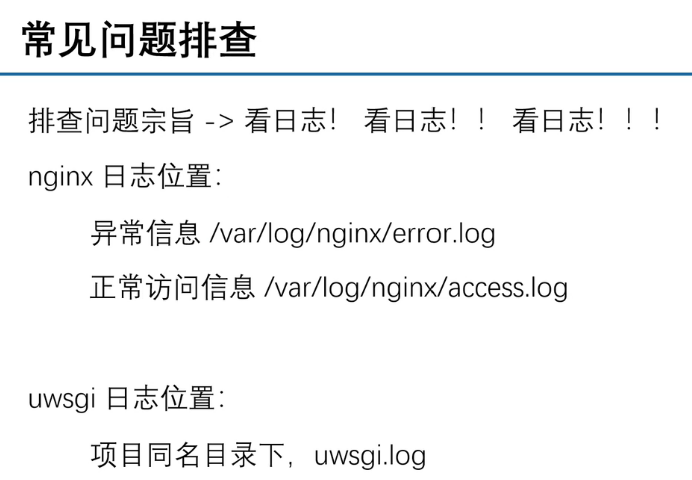 常见问题排查
排查问题宗旨 -> 看日志！ 看日志！！ 看日志！！！
nginx 日志位置：
异常信息 /var/log/nginx/error.log
正常访问信息 /var/log/nginx/access.log
uwsgi 日志位置：
项目同名目录下，uwsgi.log